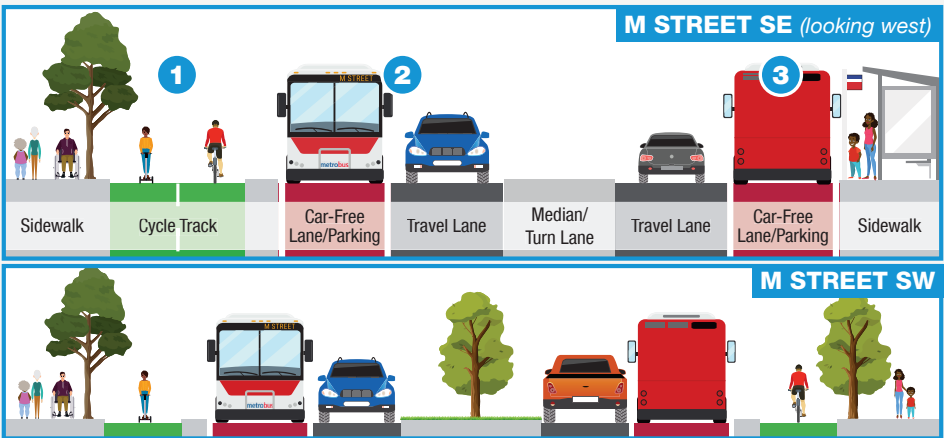 M STREET SE (looking west)
1
2
3
M STREET
metrobus
Sidewalk
Cycle Track
Car-Free
Lane/Parking
Travel Lane
Median/
Turn Lane
Travel Lane
Car-Free
Lane/Parking
Sidewalk
M STREET SW
M STREET
metrobus